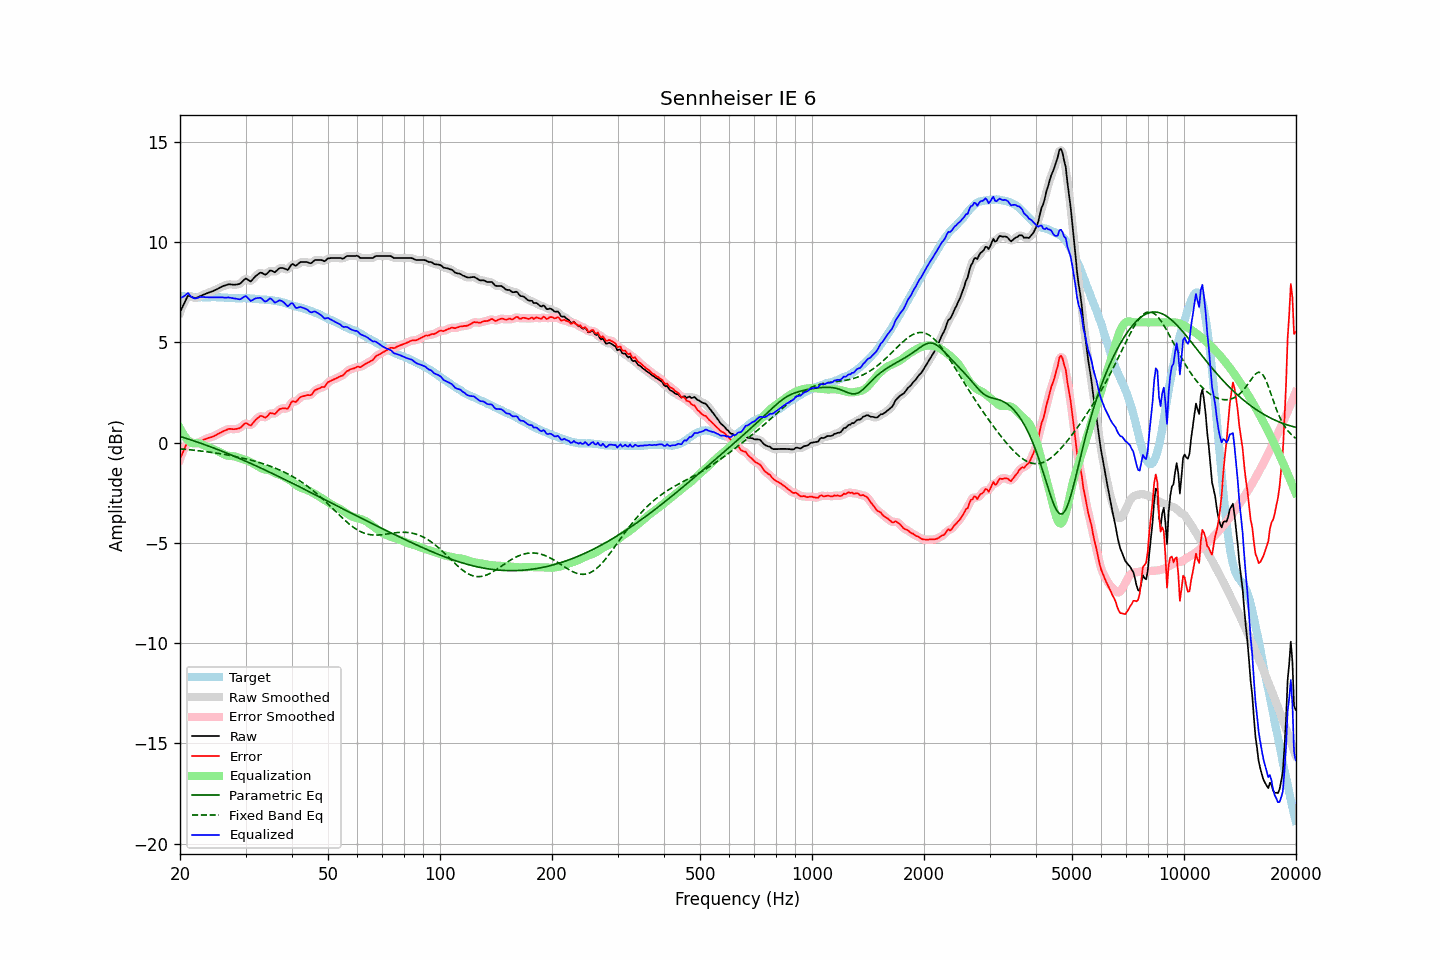 Sennheiser IE 6
Amplitude (dBr)
15
10
5
0
−5
−10
−15
−20
Target
Raw Smoothed
Error Smoothed
Raw
Error
Equalization
Parametric Eq
Fixed Band Eq
Equalized
20 50 100 200 500 1000 2000 5000 10000 20000
Frequency (Hz)